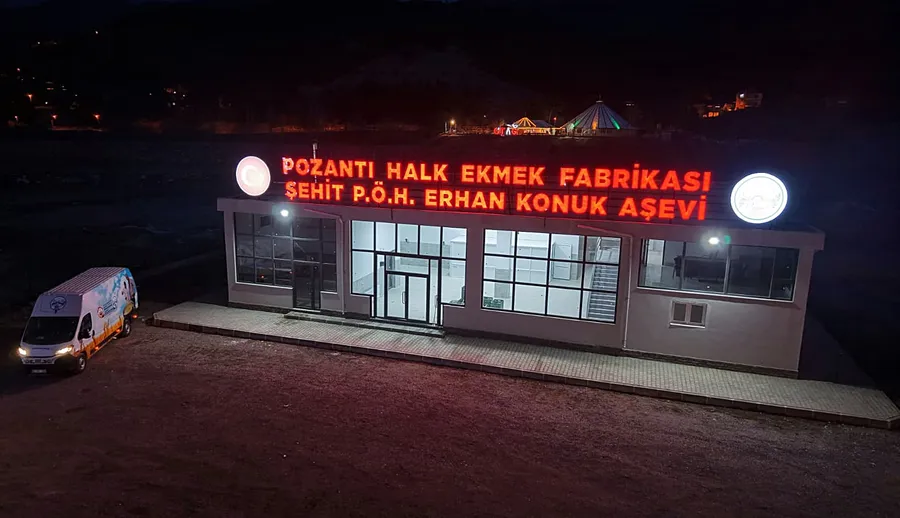 POZANTI HALK EKMEK FABRİKASI
ŞEHİT P.Ö.H. ERHAN KONUK AŞEVİ